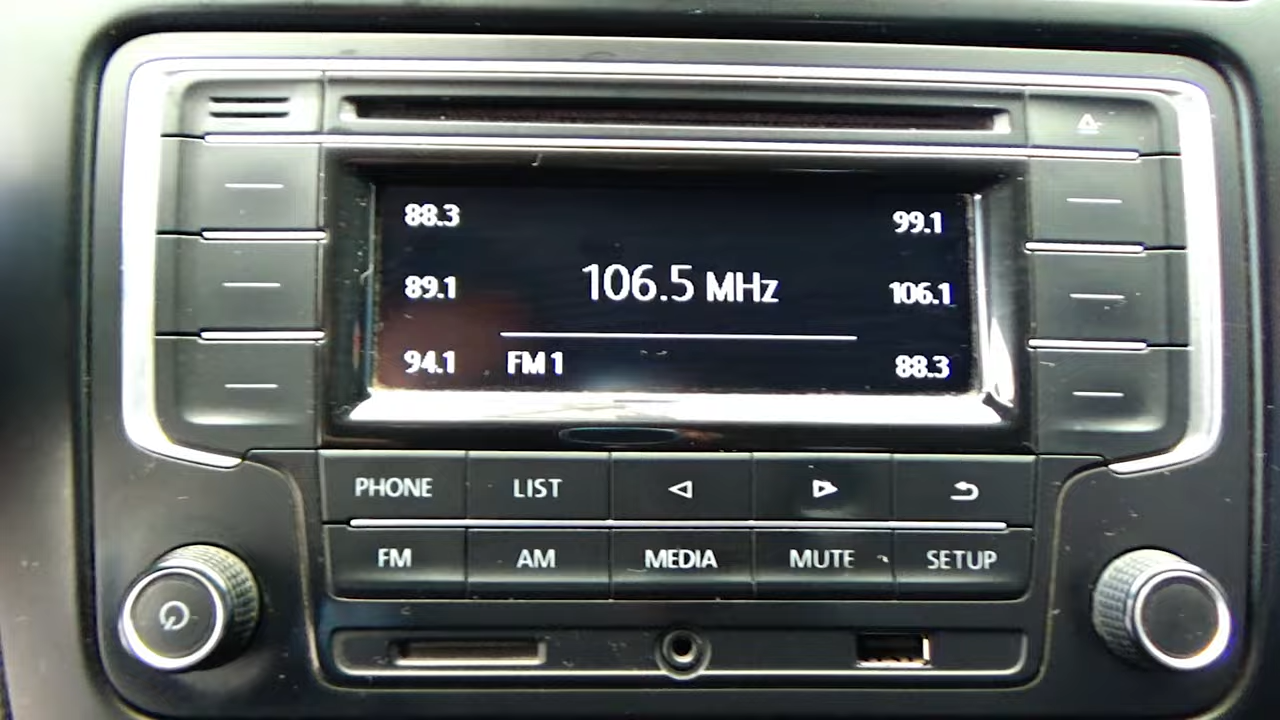 88.3 99.1
106.5 MHz
89.1 106.1
94.1 FM 1 88.3
PHONE LIST
FM AM MEDIA MUTE SETUP